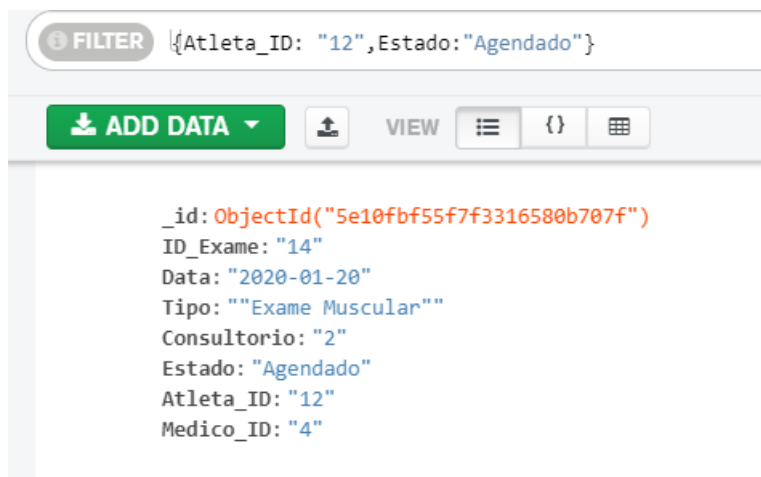 FILTER {Atleta_ID: "12",Estado:"Agendado"}
ADD DATA VIEW {}
_id: ObjectId("5e10fbf55f7f3316580b707f")
ID_Exame: "14"
Data: "2020-01-20"
Tipo: ""Exame Muscular""
Consultorio: "2"
Estado: "Agendado"
Atleta_ID: "12"
Medico_ID: "4"